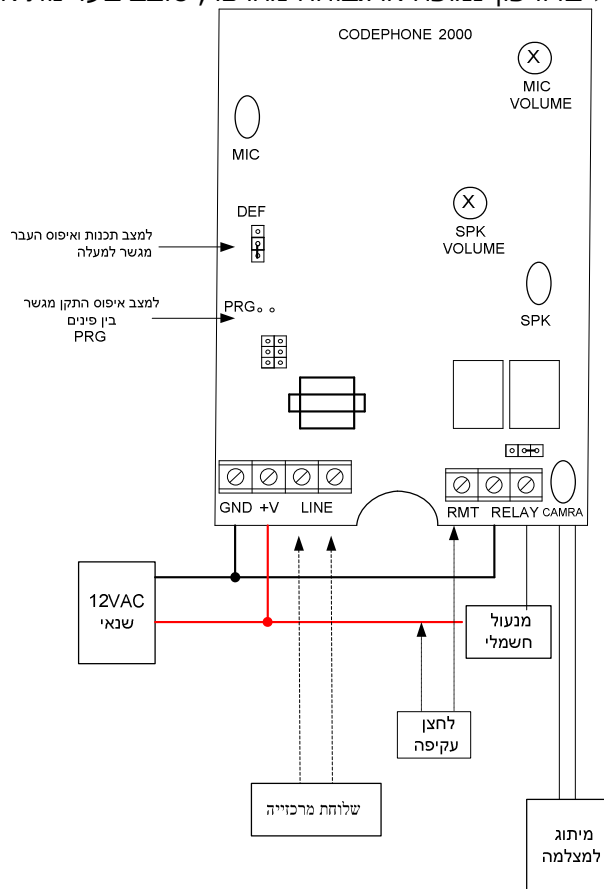 CODEPHONE 2000
X
MIC
VOLUME
MIC
DEF
X
SPK
VOLUME
למצב תכנות ואיפוס העבר
מגשר למעלה
למצב איפוס התקן מגשר
בין פינים
PRG
PRG
SPK
GND +V LINE
RMT RELAY CAMRA
12VAC
שנאי
מנעול
חשמלי
לחצן
עקיפה
שלוחת מרכזייה
מיתוג
למצלמה